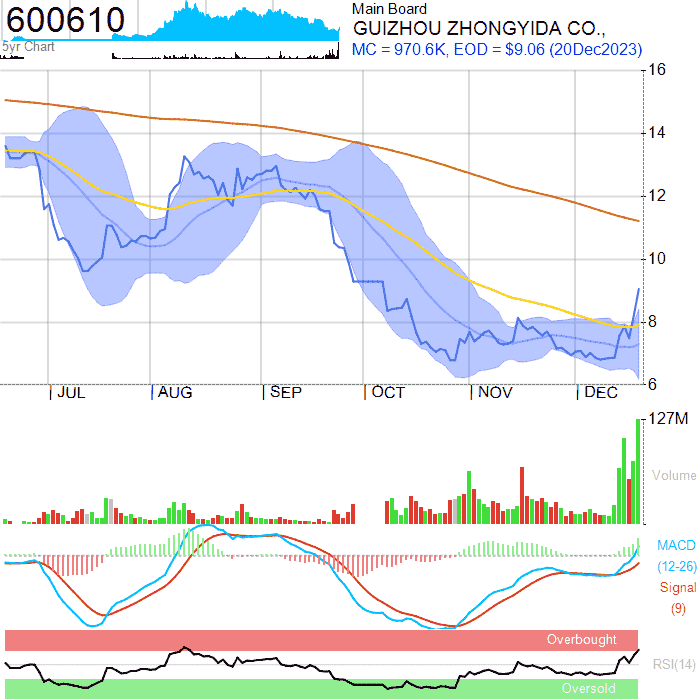 600610
5yr Chart
Main Board
GUIZHOU ZHONGYIDA CO.,
MC = 970.6K, EOD = $9.06 (20Dec2023)
16
14
12
10
8
6
JUL AUG SEP OCT NOV DEC
127M
Volume
MACD
(12-26)
Signal
(9)
Overbought
RSI(14)
Oversold